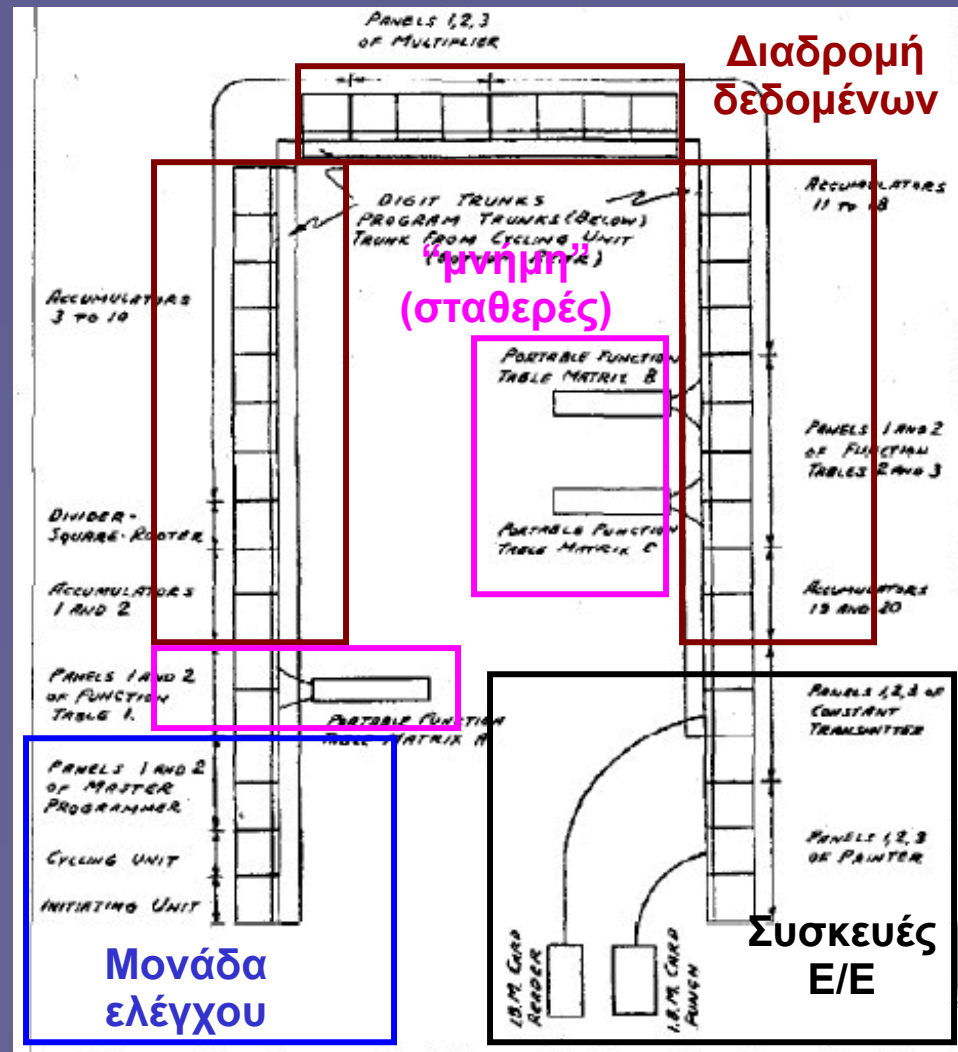 PANELS 1,2,3
OF MULTIPLIER
Διαδρομή
δεδομένων
DIGIT TRUNKS
PROGRAM TRUNKS (BELOW)
TRUNK FROM CYCLING UNIT
“μνήμη”
(σταθερές)
ACCUMULATORS
3 TO 10
DIVIDER-
SQUARE-ROOTER
ACCUMULATORS
1 AND 2
PANELS 1 AND 2
OF FUNCTION
TABLE 1.
PORTABLE FUNCTION
TABLE MATRIX A
PANELS 1 AND 2
OF MASTER
PROGRAMMER
CYCLING UNIT
INITIATING UNIT
Μονάδα
ελέγχου
PORTABLE FUNCTION
TABLE MATRIX B
PORTABLE FUNCTION
TABLE MATRIX C
ACCUMULATORS
11 TO 18
PANELS 1 AND 2
OF FUNCTION
TABLES 2 AND 3
ACCUMULATORS
19 AND 20
PANELS 1,2,3 OF
CONSTANT
TRANSMITTER
PANELS 1,2,3
OF PRINTER
I.B.M. CARD
READER
I.B.M. CARD
PUNCH
Συσκευές
Ε/Ε